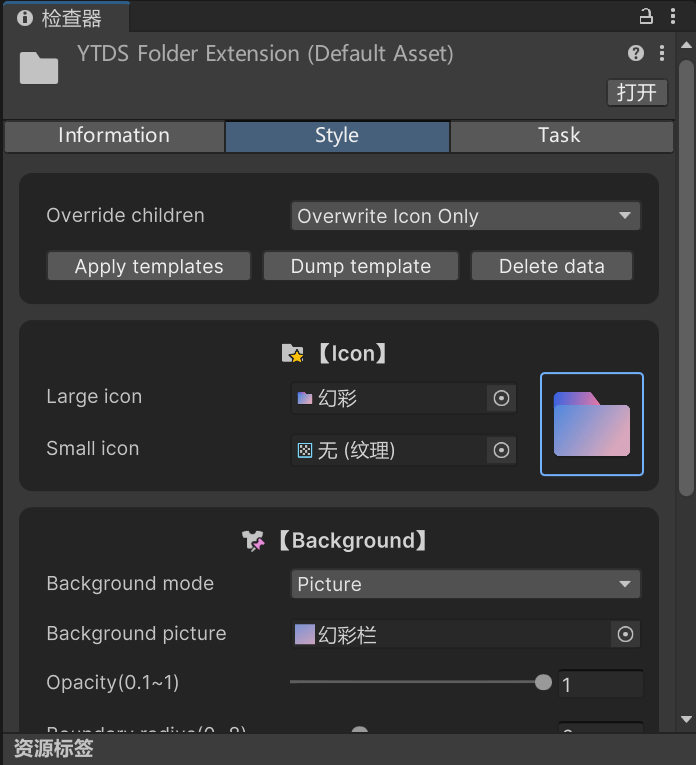 检查器
YTDS Folder Extension (Default Asset)
打开
Information Style Task
Override children Overwrite Icon Only
Apply templates Dump template Delete data
【Icon】
Large icon 幻彩
Small icon 无 (纹理)
【Background】
Background mode Picture
Background picture 幻彩栏
Opacity(0.1~1) 1
资源标签